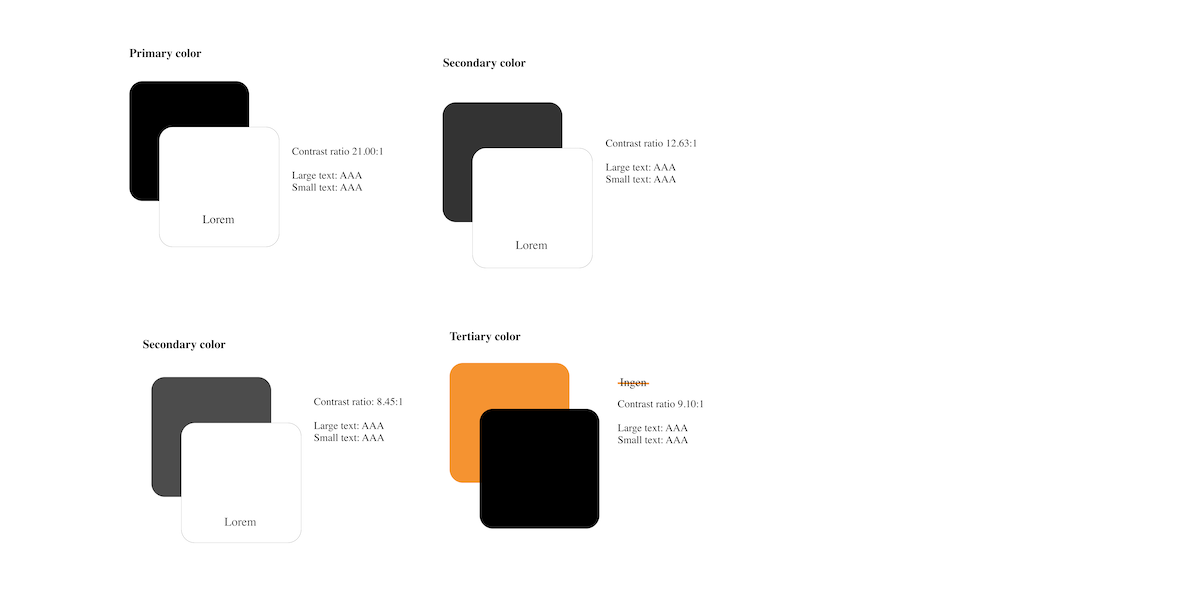 Primary color
Contrast ratio 21.00:1
Large text: AAA
Small text: AAA
Lorem
Secondary color
Contrast ratio 12.63:1
Large text: AAA
Small text: AAA
Lorem
Secondary color
Contrast ratio: 8.45:1
Large text: AAA
Small text: AAA
Lorem
Tertiary color
Ingen
Contrast ratio 9.10:1
Large text: AAA
Small text: AAA